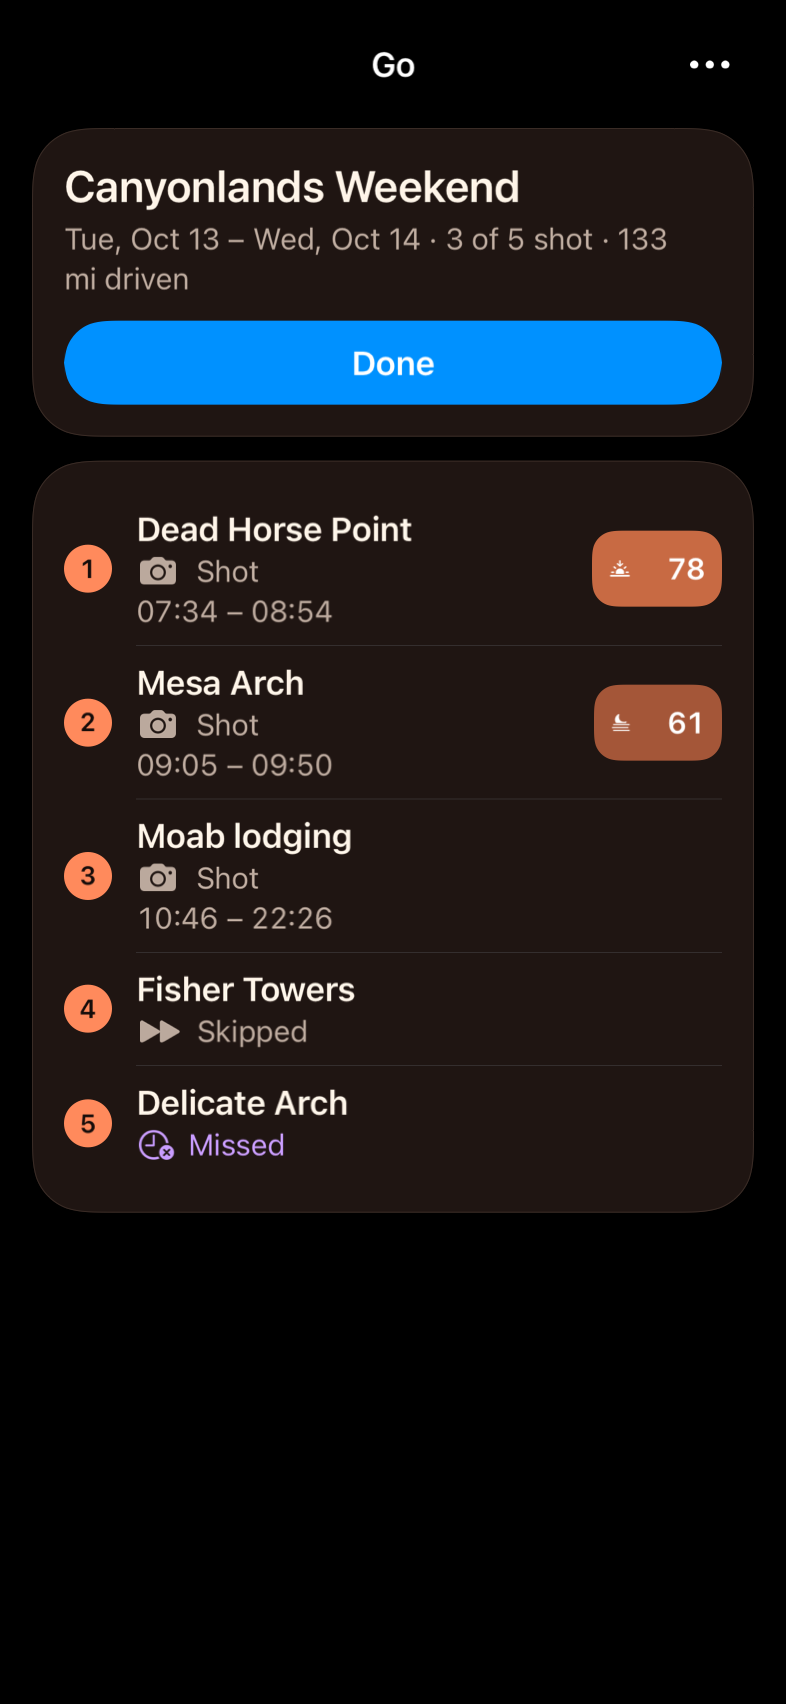 Go
Canyonlands Weekend
Tue, Oct 13 – Wed, Oct 14 · 3 of 5 shot · 133
mi driven
Done
1
Dead Horse Point
Shot
07:34 – 08:54
78
2
Mesa Arch
Shot
09:05 – 09:50
61
3
Moab lodging
Shot
10:46 – 22:26
4
Fisher Towers
Skipped
5
Delicate Arch
Missed